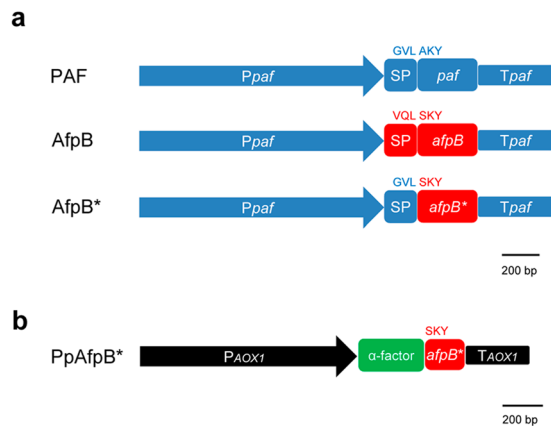 a
GVL AKY
PAF Ppaf SP paf Tpaf
VQL SKY
AfpB Ppaf SP afpB Tpaf
GVL SKY
AfpB* Ppaf SP afpB* Tpaf
200 bp
b
SKY
PpAfpB* PAOX1 α-factor afpB* TAOX1
200 bp